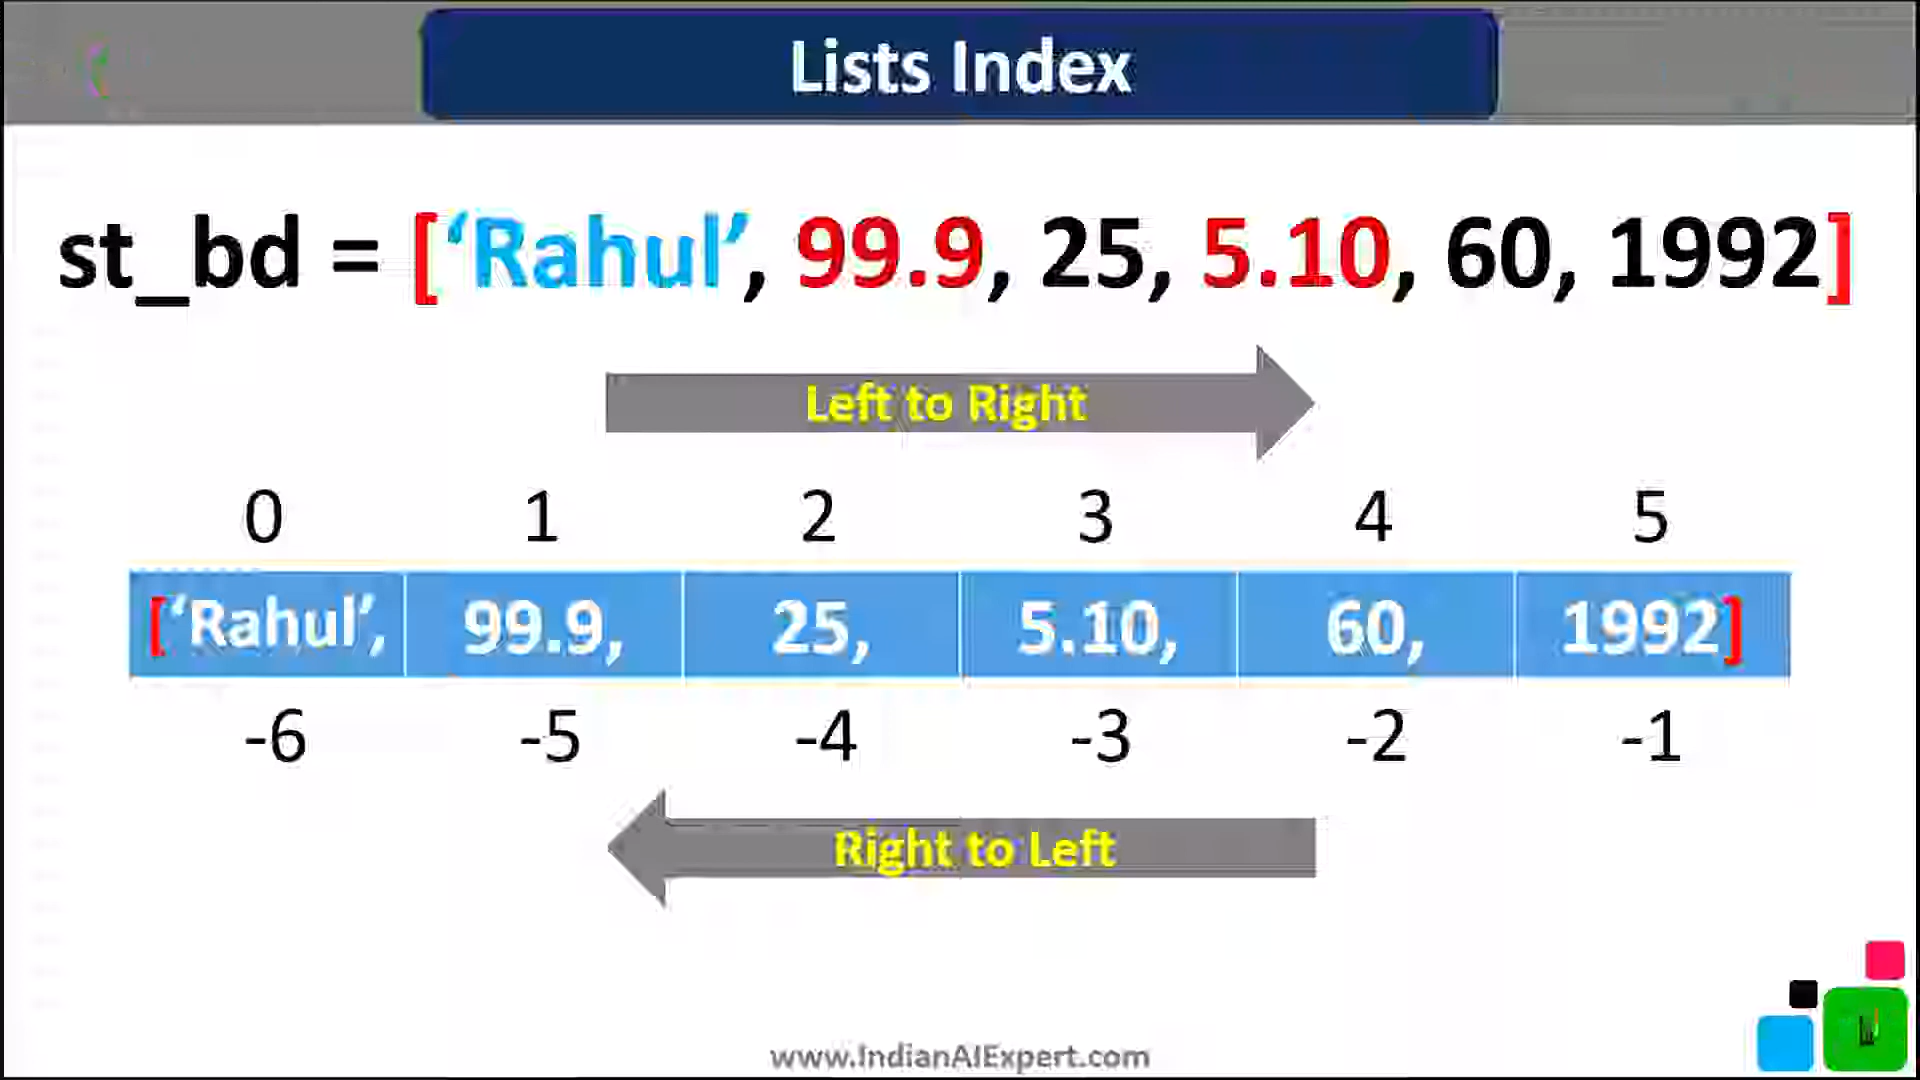 Lists Index
st_bd = [‘Rahul’, 99.9, 25, 5.10, 60, 1992]
Left to Right
0 1 2 3 4 5
[‘Rahul’, 99.9, 25, 5.10, 60, 1992]
-6 -5 -4 -3 -2 -1
Right to Left
www.IndianAIExpert.com